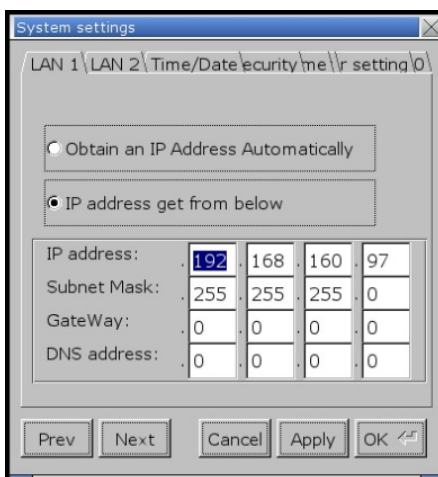 System settings
LAN 1 LAN 2 Time/Date ecurity me r setting 0
Obtain an IP Address Automatically
IP address get from below
IP address: . 192 . 168 . 160 . 97
Subnet Mask: . 255 . 255 . 255 . 0
GateWay: . 0 . 0 . 0 . 0
DNS address: . 0 . 0 . 0 . 0
Prev Next Cancel Apply OK